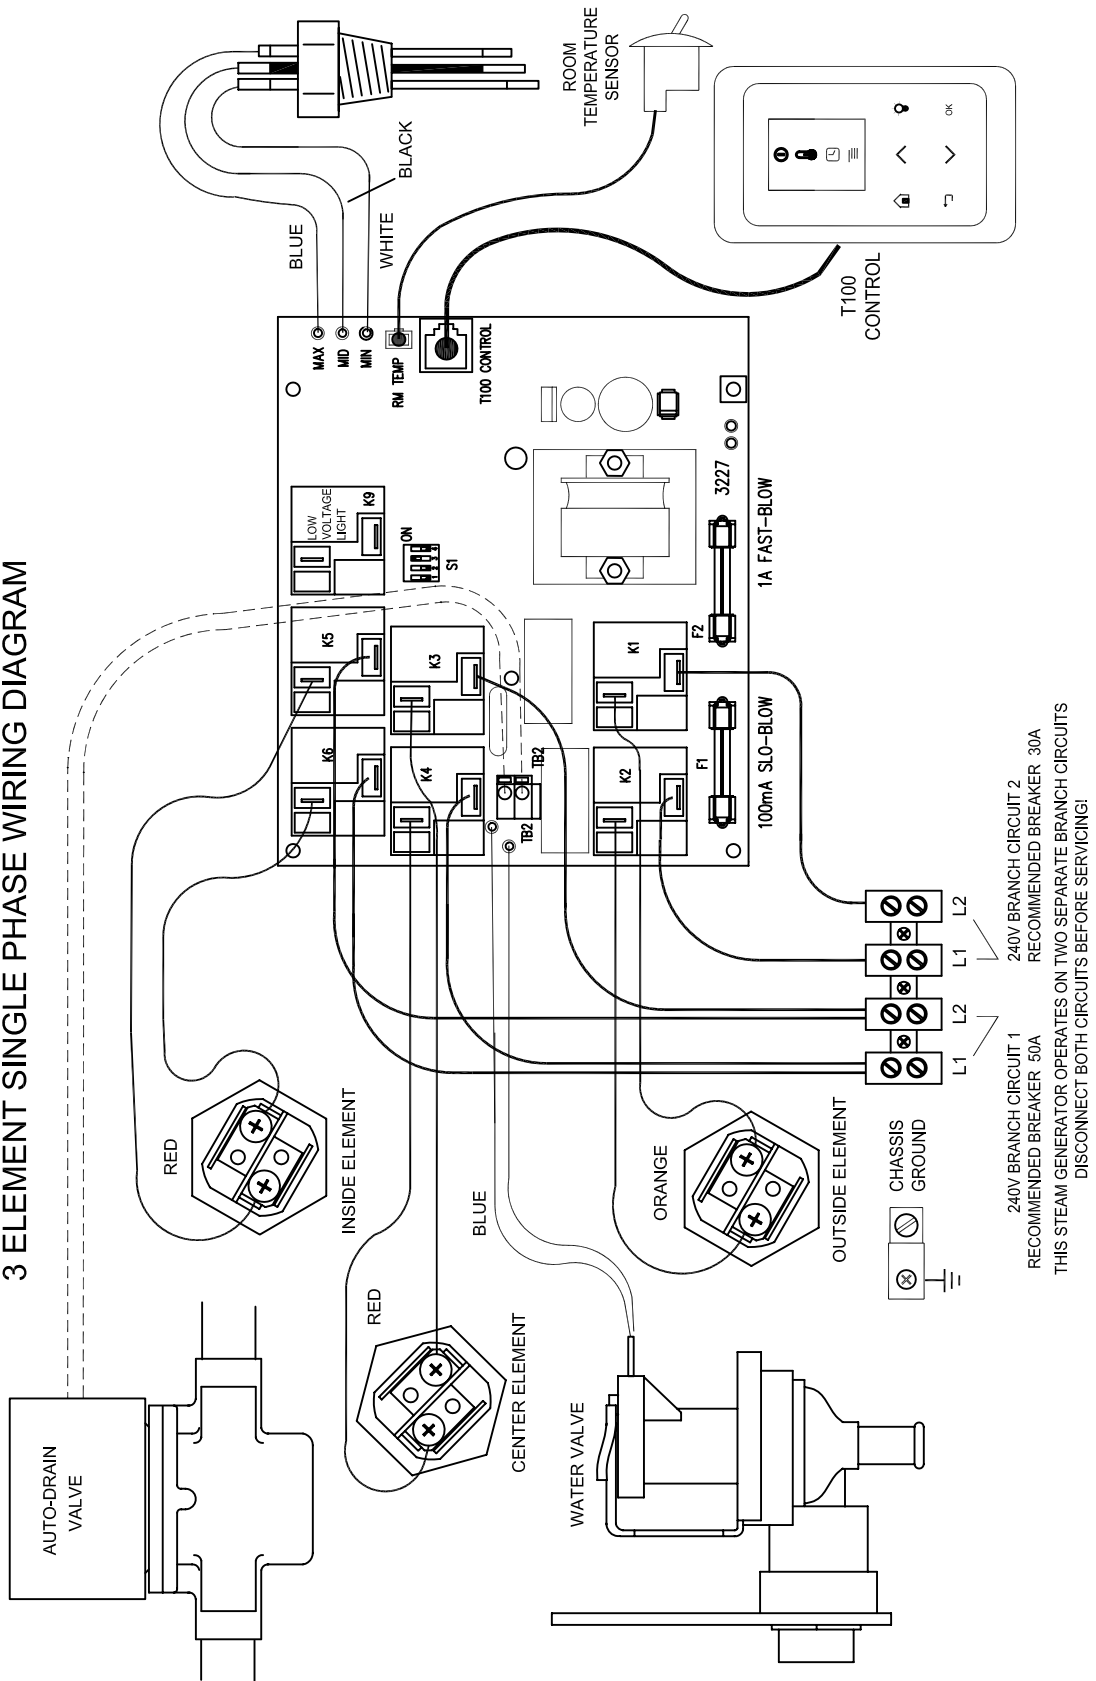 3 ELEMENT SINGLE PHASE WIRING DIAGRAM
AUTO-DRAIN
VALVE
RED
INSIDE ELEMENT
RED
CENTER ELEMENT
BLUE
WATER VALVE
ORANGE
OUTSIDE ELEMENT
CHASSIS
GROUND
L1
L2
L1
L2
240V BRANCH CIRCUIT 1
RECOMMENDED BREAKER 50A
240V BRANCH CIRCUIT 2
RECOMMENDED BREAKER 30A
THIS STEAM GENERATOR OPERATES ON TWO SEPARATE BRANCH CIRCUITS
DISCONNECT BOTH CIRCUITS BEFORE SERVICING!
K6
K5
K9
LOW
VOLTAGE
LIGHT
K4
K3
ON
1 2 3 4
S1
TB2
TB2
K2
K1
F1
F2
100mA SLO-BLOW
1A FAST-BLOW
3227
MAX
MID
MIN
RM TEMP
T100 CONTROL
BLUE
BLACK
WHITE
ROOM
TEMPERATURE
SENSOR
T100
CONTROL
OK